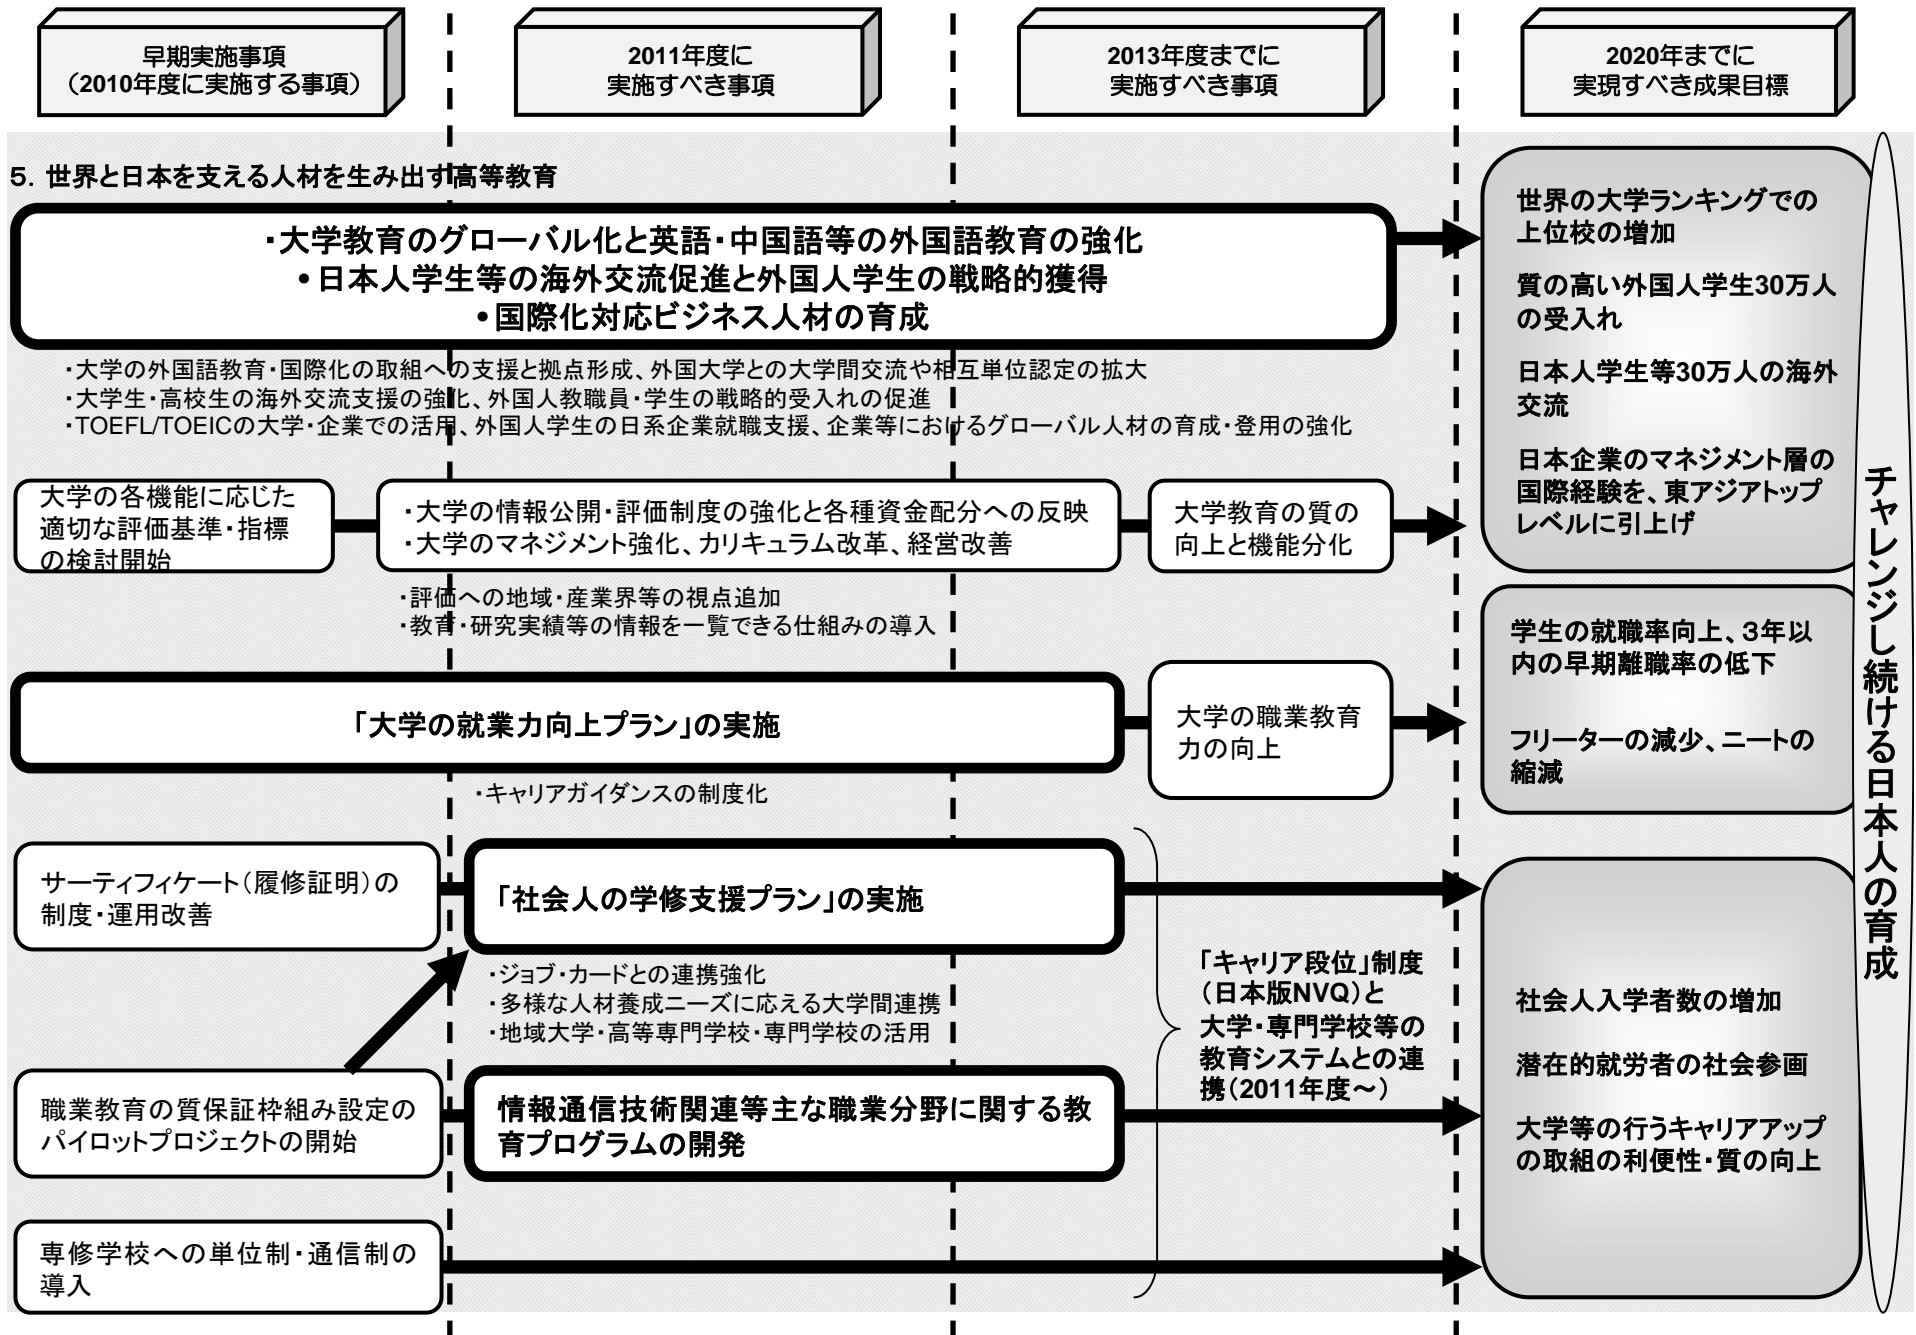 早期実施事項
（2010年度に実施する事項）
2011年度に
実施すべき事項
2013年度までに
実施すべき事項
2020年までに
実現すべき成果目標
５．世界と日本を支える人材を生み出す高等教育
・大学教育のグローバル化と英語・中国語等の外国語教育の強化
•日本人学生等の海外交流促進と外国人学生の戦略的獲得
•国際化対応ビジネス人材の育成
・大学の外国語教育・国際化の取組への支援と拠点形成、外国大学との大学間交流や相互単位認定の拡大
・大学生・高校生の海外交流支援の強化、外国人教職員・学生の戦略的受入れの促進
・TOEFL/TOEICの大学・企業での活用、外国人学生の日系企業就職支援、企業等におけるグローバル人材の育成・登用の強化
大学の各機能に応じた
適切な評価基準・指標
の検討開始
・大学の情報公開・評価制度の強化と各種資金配分への反映
・大学のマネジメント強化、カリキュラム改革、経営改善
大学教育の質の
向上と機能分化
・評価への地域・産業界等の視点追加
・教育・研究実績等の情報を一覧できる仕組みの導入
「大学の就業力向上プラン」の実施
大学の職業教育
力の向上
・キャリアガイダンスの制度化
サーティフィケート（履修証明）の
制度・運用改善
「社会人の学修支援プラン」の実施
・ジョブ・カードとの連携強化
・多様な人材養成ニーズに応える大学間連携
・地域大学・高等専門学校・専門学校の活用
職業教育の質保証枠組み設定の
パイロットプロジェクトの開始
情報通信技術関連等主な職業分野に関する教
育プログラムの開発
専修学校への単位制・通信制の
導入
「キャリア段位」制度
（日本版NVQ）と
大学・専門学校等の
教育システムとの連
携（2011年度～）
世界の大学ランキングでの
上位校の増加
質の高い外国人学生30万人
の受入れ
日本人学生等30万人の海外
交流
日本企業のマネジメント層の
国際経験を、東アジアトップ
レベルに引上げ
学生の就職率向上、３年以
内の早期離職率の低下
フリーターの減少、ニートの
縮減
社会人入学者数の増加
潜在的就労者の社会参画
大学等の行うキャリアアップ
の取組の利便性・質の向上
チャレンジし続ける日本人の育成